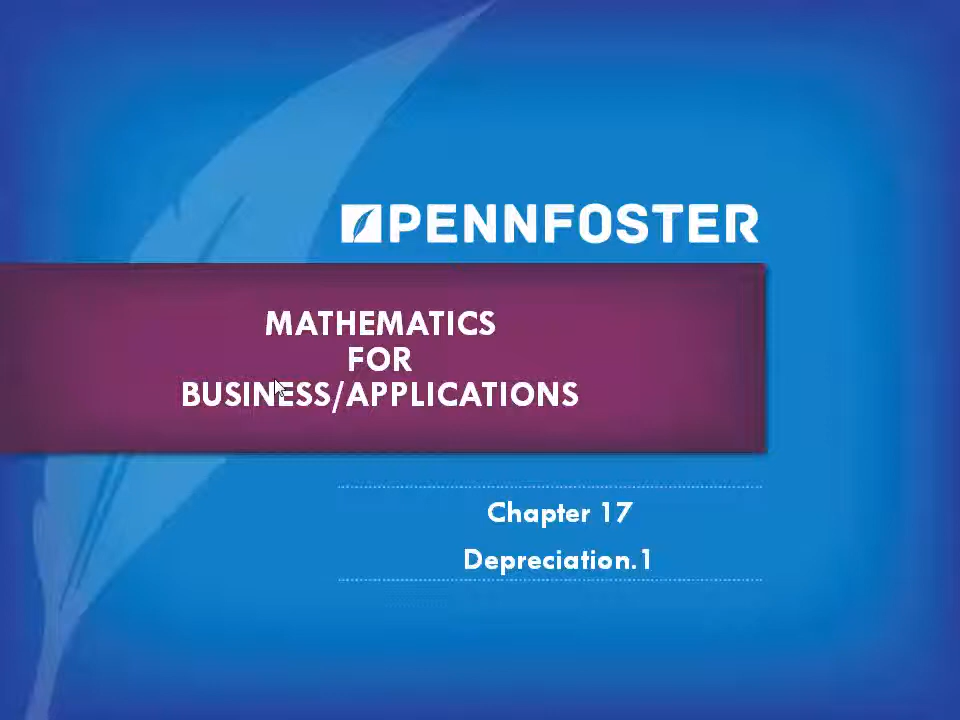 PENNFOSTER
MATHEMATICS
FOR
BUSINESS/APPLICATIONS
Chapter 17
Depreciation.1